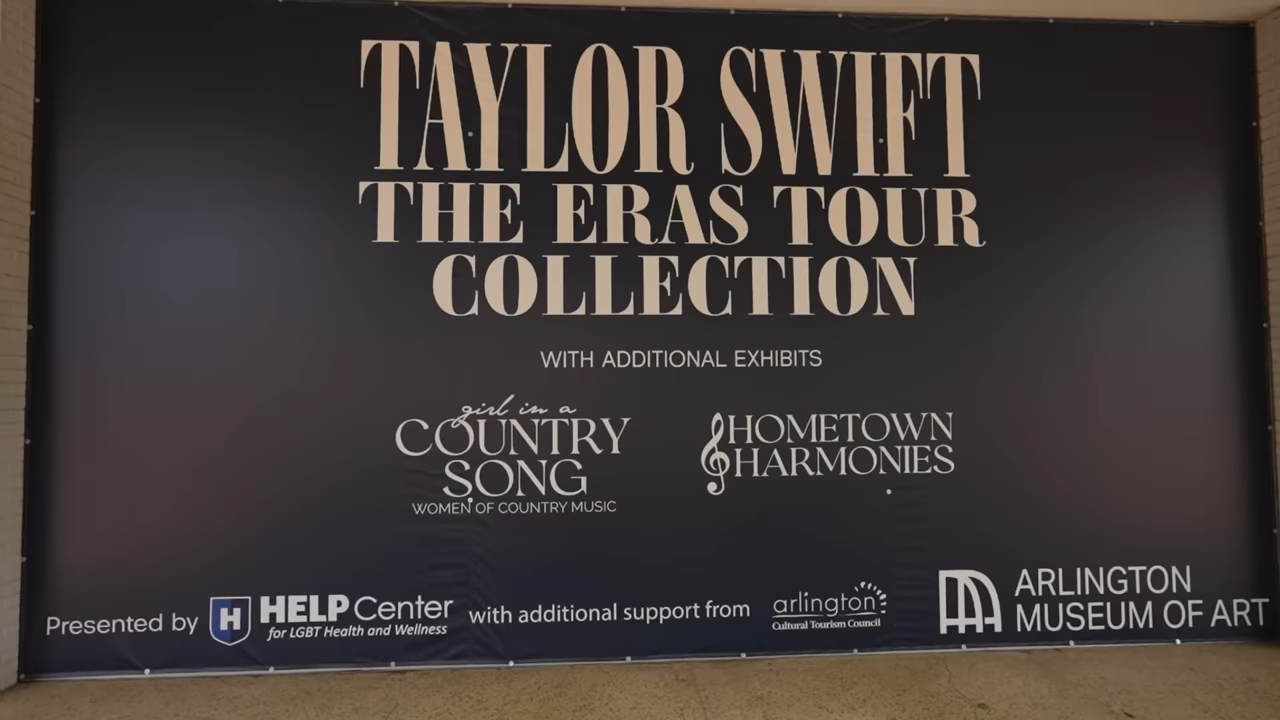 TAYLOR SWIFT
THE ERAS TOUR
COLLECTION
WITH ADDITIONAL EXHIBITS
girl in a
COUNTRY
SONG
WOMEN OF COUNTRY MUSIC
HOMETOWN
HARMONIES
Presented by
H
HELP Center
for LGBT Health and Wellness
with additional support from
arlington
Cultural Tourism Council
ARLINGTON
MUSEUM OF ART